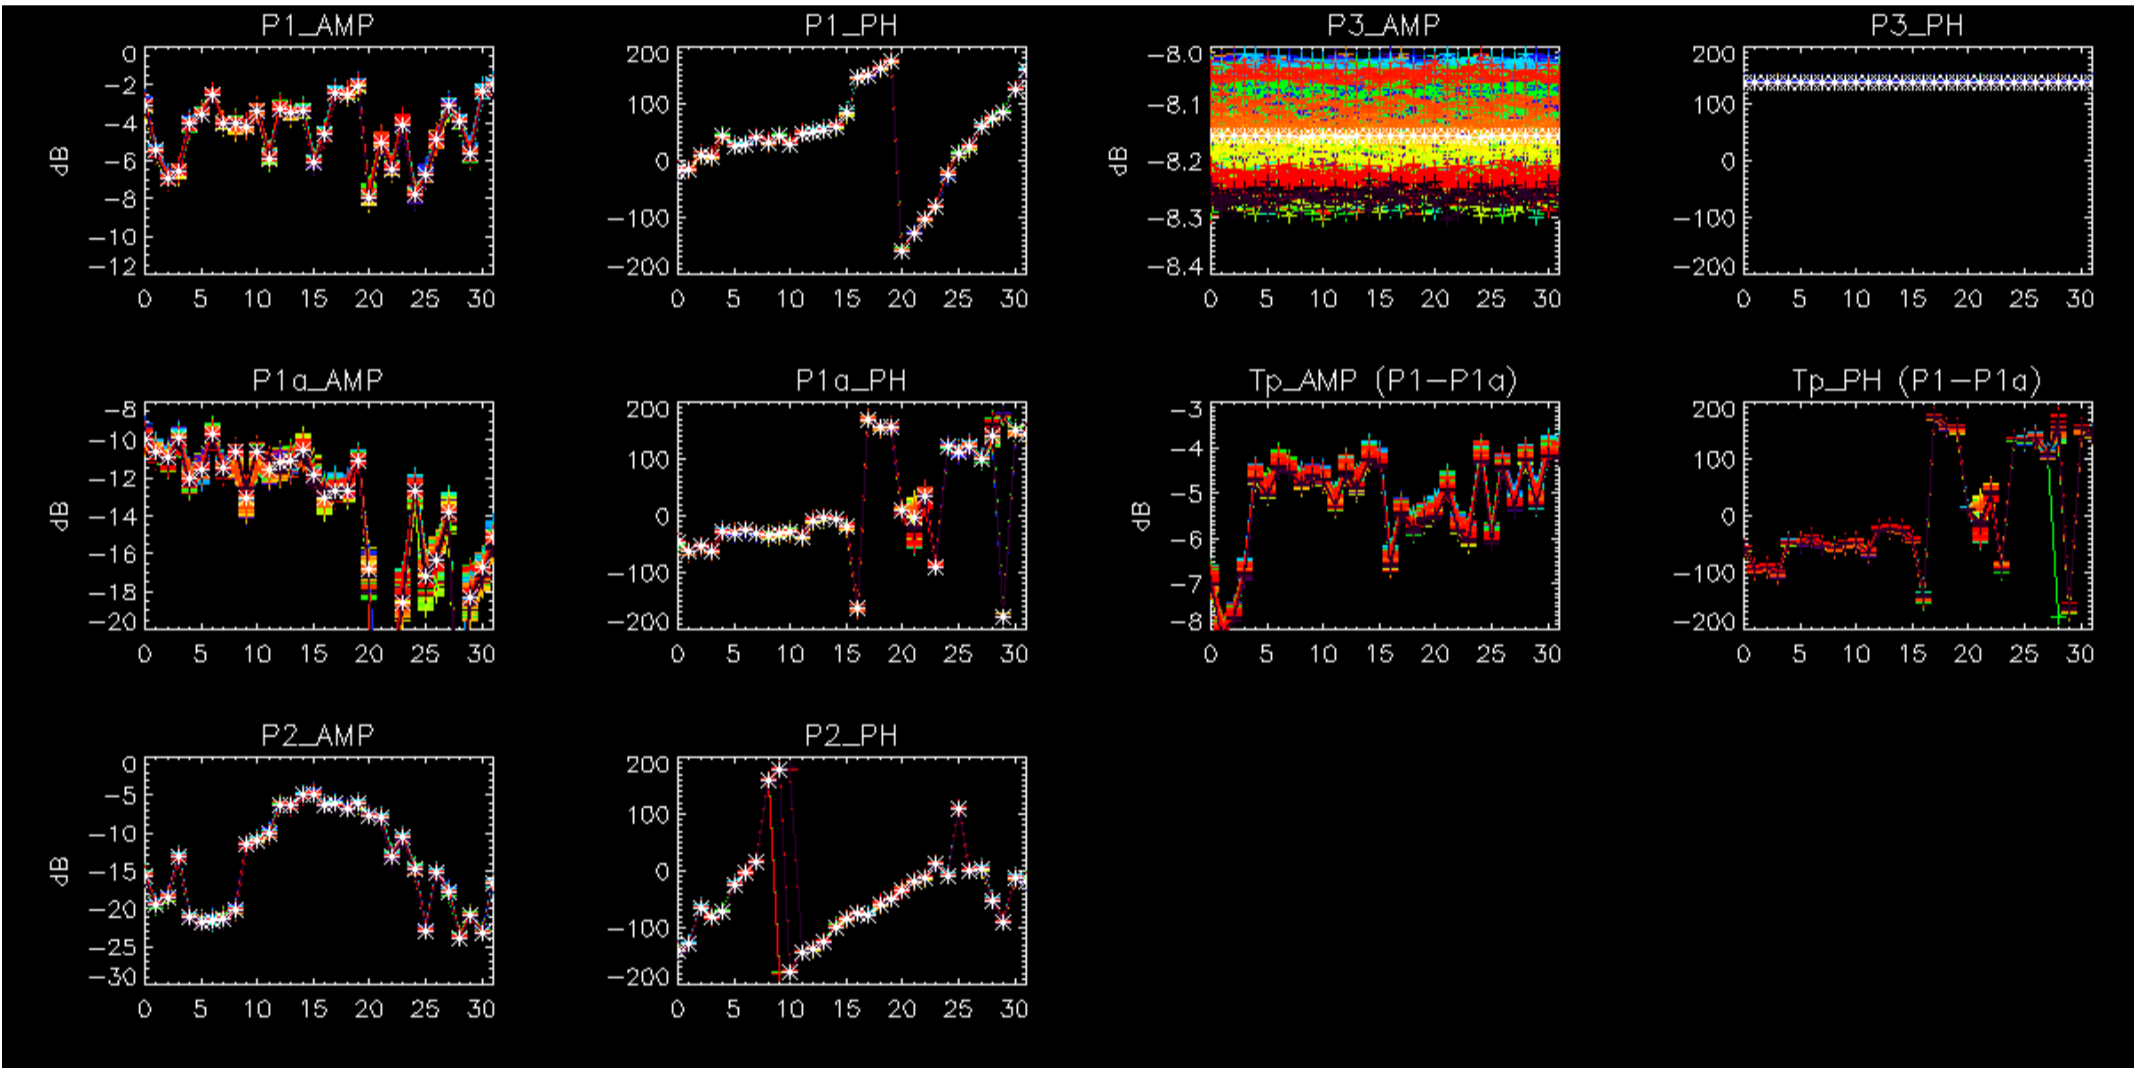 P1_AMP
P1_PH
P3_AMP
P3_PH
dB
0
-2
-4
-6
-8
-10
-12
0 5 10 15 20 25 30
200
100
0
-100
-200
0 5 10 15 20 25 30
dB
-8.0
-8.1
-8.2
-8.3
-8.4
0 5 10 15 20 25 30
200
100
0
-100
-200
0 5 10 15 20 25 30
P1a_AMP
P1a_PH
Tp_AMP (P1-P1a)
Tp_PH (P1-P1a)
dB
-8
-10
-12
-14
-16
-18
-20
0 5 10 15 20 25 30
200
100
0
-100
-200
0 5 10 15 20 25 30
dB
-3
-4
-5
-6
-7
-8
0 5 10 15 20 25 30
200
100
0
-100
-200
0 5 10 15 20 25 30
P2_AMP
P2_PH
dB
0
-5
-10
-15
-20
-25
-30
0 5 10 15 20 25 30
200
100
0
-100
-200
0 5 10 15 20 25 30